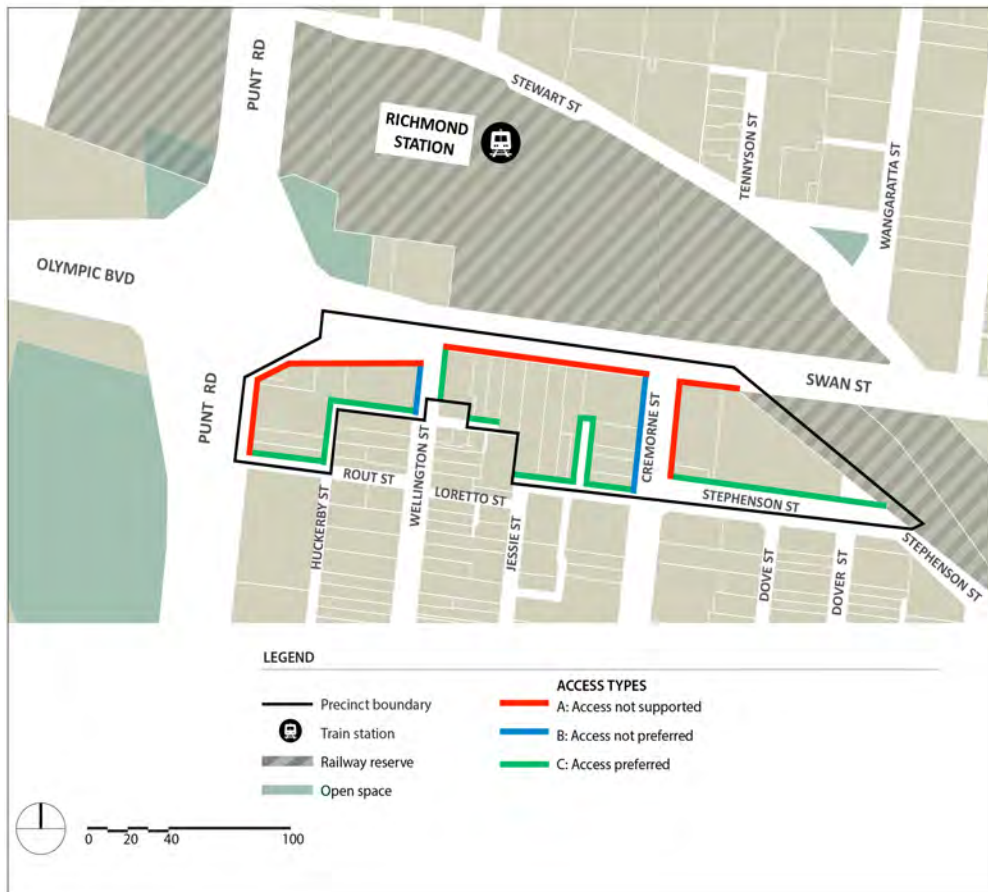 PUNT RD
STEWART ST
RICHMOND
STATION
TENNYSON ST
WANGARATTA ST
OLYMPIC BVD
SWAN ST
PUNT RD
CREMORNE ST
WELLINGTON ST
ROUT ST
HUCKERBY ST
LORETTO ST
JESSIE ST
STEPHENSON ST
DOVE ST
DOVER ST
STEPHENSON ST
LEGEND
Precinct boundary
Train station
Railway reserve
Open space
ACCESS TYPES
A: Access not supported
B: Access not preferred
C: Access preferred
0 20 40 100